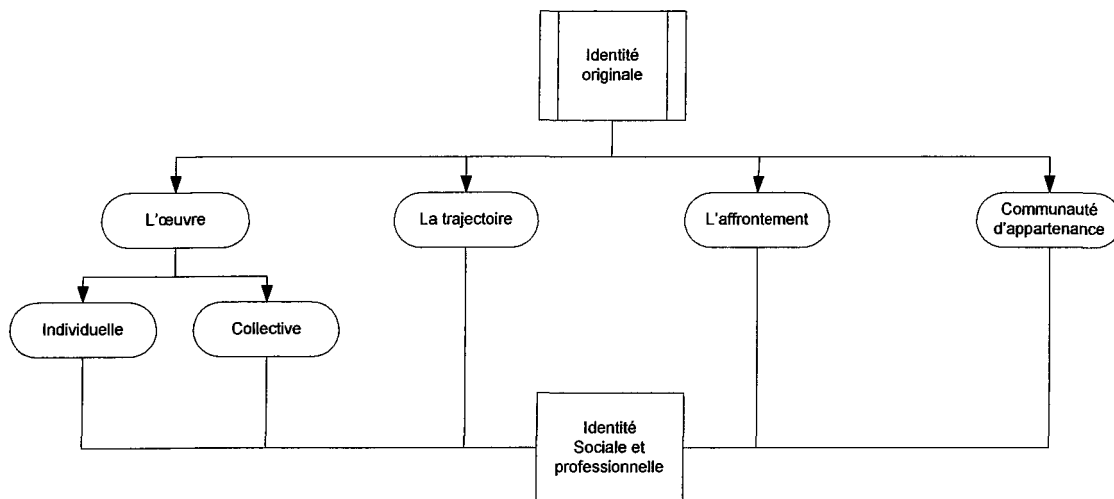 Identité
originale
L'œuvre
La trajectoire
L'affrontement
Communauté
d'appartenance
Individuelle
Collective
Identité
Sociale et
professionnelle